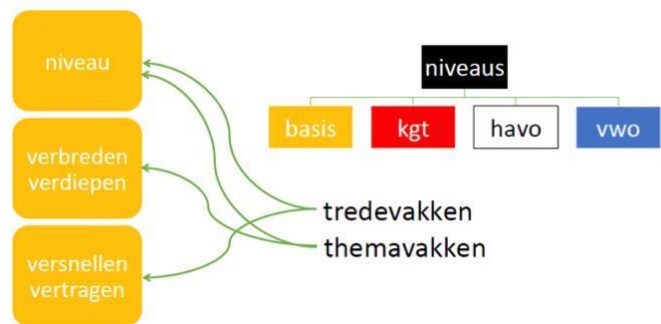 niveau
verbreden
verdiepen
versnellen
vertragen
niveaus
basis
kgt
havo
vwo
tredevakken
themavakken